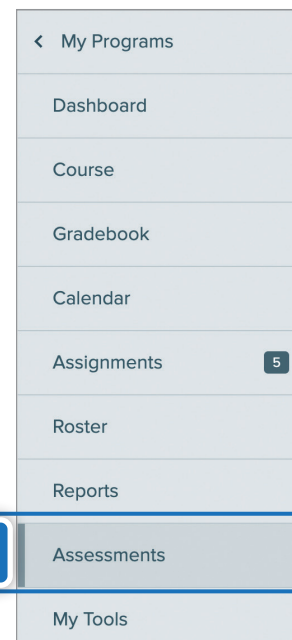 < My Programs
Dashboard
Course
Gradebook
Calendar
Assignments 5
Roster
Reports
Assessments
My Tools